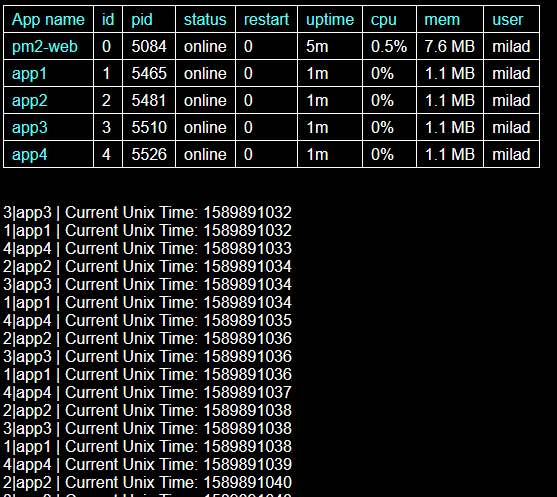 App name id pid status restart uptime cpu mem user
pm2-web 0 5084 online 0 5m 0.5% 7.6 MB milad
app1 1 5465 online 0 1m 0% 1.1 MB milad
app2 2 5481 online 0 1m 0% 1.1 MB milad
app3 3 5510 online 0 1m 0% 1.1 MB milad
app4 4 5526 online 0 1m 0% 1.1 MB milad
3|app3 | Current Unix Time: 1589891032
1|app1 | Current Unix Time: 1589891032
4|app4 | Current Unix Time: 1589891033
2|app2 | Current Unix Time: 1589891034
3|app3 | Current Unix Time: 1589891034
1|app1 | Current Unix Time: 1589891034
4|app4 | Current Unix Time: 1589891035
2|app2 | Current Unix Time: 1589891036
3|app3 | Current Unix Time: 1589891036
1|app1 | Current Unix Time: 1589891036
4|app4 | Current Unix Time: 1589891037
2|app2 | Current Unix Time: 1589891038
3|app3 | Current Unix Time: 1589891038
1|app1 | Current Unix Time: 1589891038
4|app4 | Current Unix Time: 1589891039
2|app2 | Current Unix Time: 1589891040